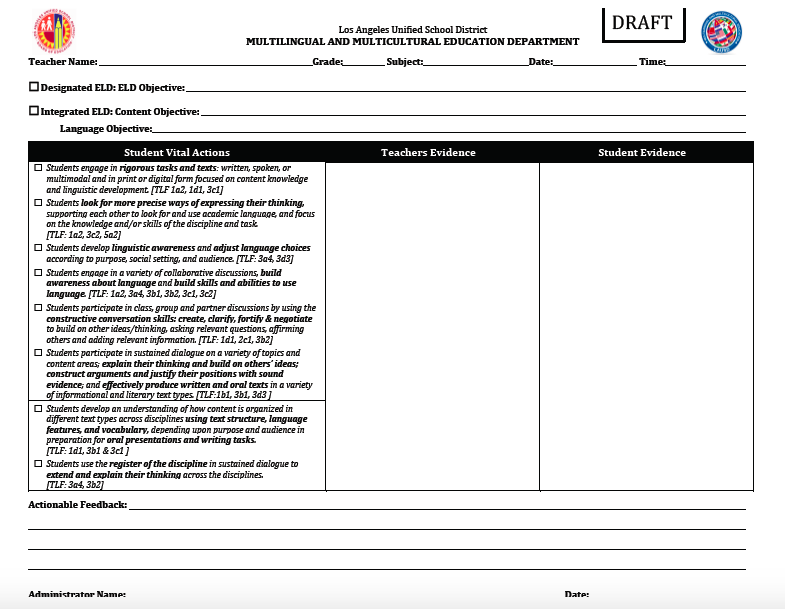 DRAFT
Los Angeles Unified School District
MULTILINGUAL AND MULTICULTURAL EDUCATION DEPARTMENT
Teacher Name: Grade: Subject: Date: Time:
Designated ELD: ELD Objective:
Integrated ELD: Content Objective:
Language Objective:
Student Vital Actions Teachers Evidence Student Evidence
Students engage in rigorous tasks and texts: written, spoken, or
multimodal and in print or digital form focused on content knowledge
and linguistic development. [TLF 1a2, 1d1, 3c1]
Students look for more precise ways of expressing their thinking,
supporting each other to look for and use academic language, and focus
on the knowledge and/or skills of the discipline and task.
[TLF: 1a2, 3c2, 5a2]
Students develop linguistic awareness and adjust language choices
according to purpose, social setting, and audience. [TLF: 3a4, 3d3]
Students engage in a variety of collaborative discussions, build
awareness about language and build skills and abilities to use
language. [TLF: 1a2, 3a4, 3b1, 3b2, 3c1, 3c2]
Students participate in class, group and partner discussions by using the
constructive conversation skills: create, clarify, fortify & negotiate
to build on other ideas/thinking, asking relevant questions, affirming
others and adding relevant information. [TLF: 1d1, 2c1, 3b2]
Students participate in sustained dialogue on a variety of topics and
content areas; explain their thinking and build on others' ideas;
construct arguments and justify their positions with sound
evidence; and effectively produce written and oral texts in a variety
of informational and literary text types. [TLF:1b1, 3b1, 3d3 ]
Students develop an understanding of how content is organized in
different text types across disciplines using text structure, language
features, and vocabulary, depending upon purpose and audience in
preparation for oral presentations and writing tasks.
[TLF: 1d1, 3b1 & 3c1 ]
Students use the register of the discipline in sustained dialogue to
extend and explain their thinking across the disciplines.
[TLF: 3a4, 3b2]
Actionable Feedback:
Administrator Name: Date: